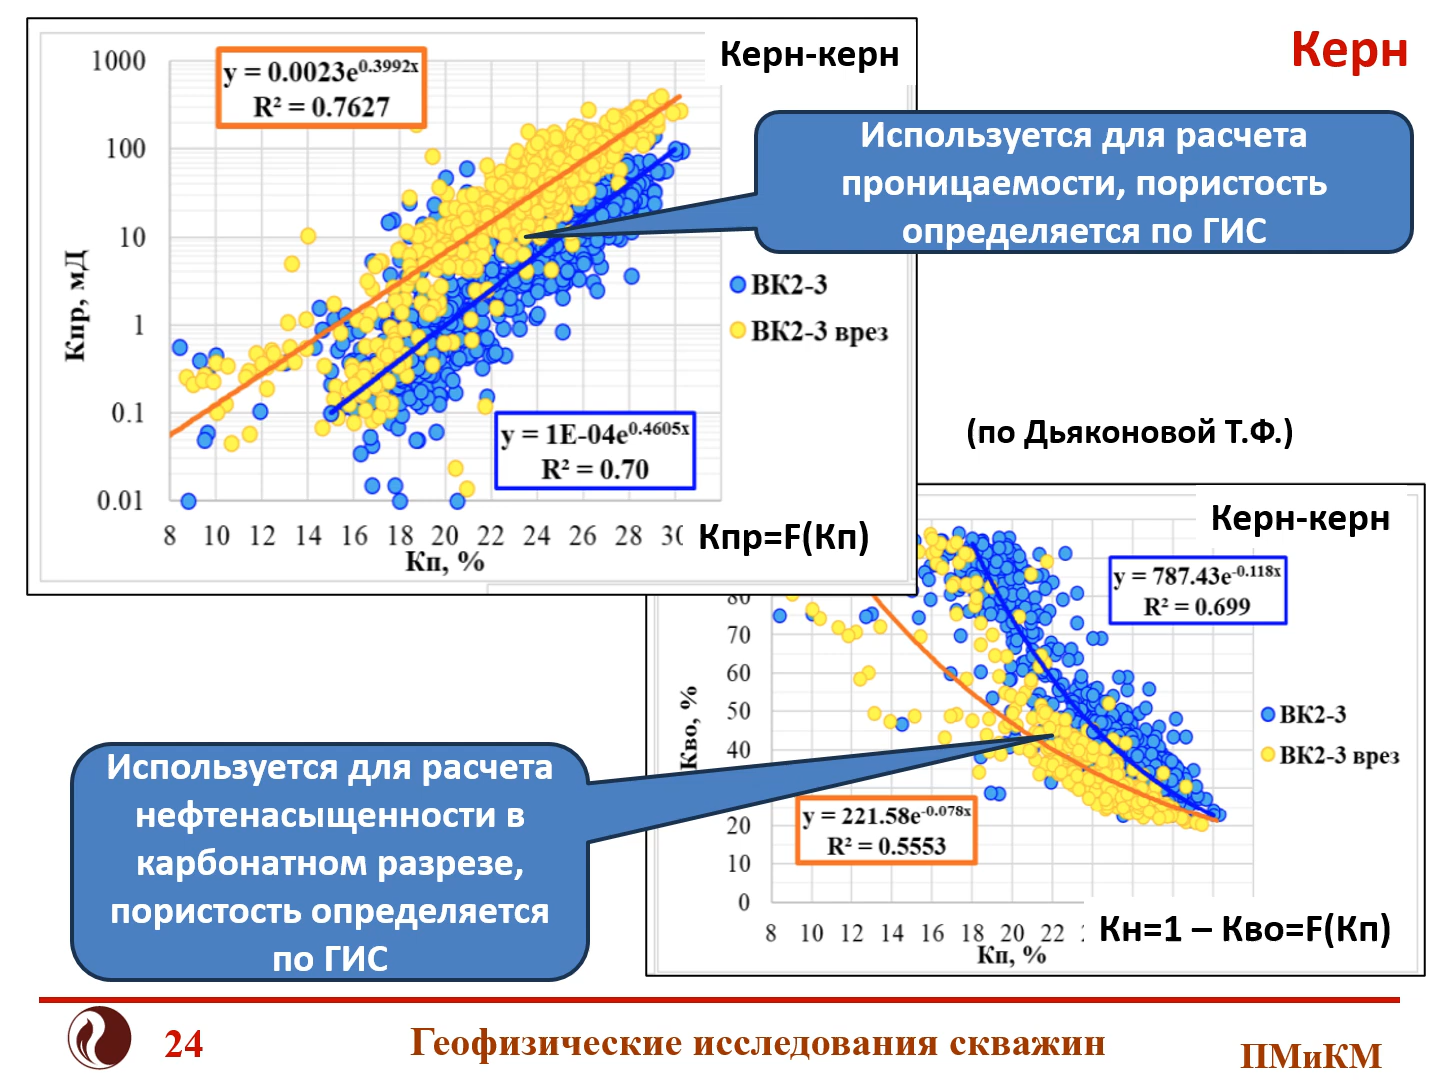 Керн
Керн-керн
y = 0.0023e^0.3992x
R² = 0.7627
1000
100
10
1
0.1
0.01
Кпр, мД
8 10 12 14 16 18 20 22 24 26 28 30
Кп, %
Кпр=F(Кп)
y = 1E-04e^0.4605x
R² = 0.70
ВК2-3
ВК2-3 врез
Используется для расчета
проницаемости, пористость
определяется по ГИС
(по Дьяконовой Т.Ф.)
Керн-керн
y = 787.43e^-0.118x
R² = 0.699
80
70
60
50
40
20
10
0
Кво, %
y = 221.58e^-0.078x
R² = 0.5553
8 10 12 14 16 18 20 22
Кп, %
Кн=1 – Кво=F(Кп)
ВК2-3
ВК2-3 врез
Используется для расчета
нефтенасыщенности в
карбонатном разрезе,
пористость определяется
по ГИС
24
Геофизические исследования скважин
ПМиКМ